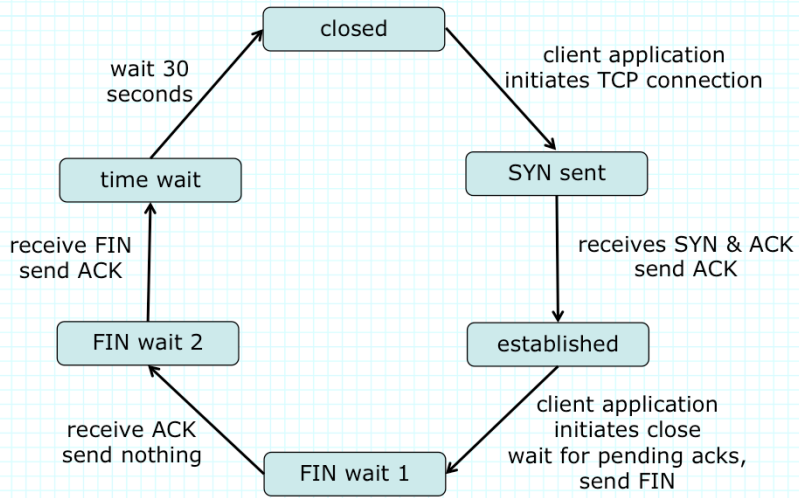 closed
client application
initiates TCP connection
SYN sent
receives SYN & ACK
send ACK
established
client application
initiates close
wait for pending acks,
send FIN
FIN wait 1
receive ACK
send nothing
FIN wait 2
receive FIN
send ACK
time wait
wait 30
seconds